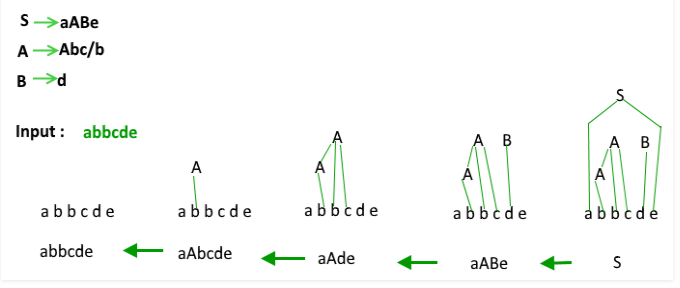 S → aABe
A → Abc/b
B → d
Input : abbcde
S
A
A B
A B
A
A
A
A
a b b c d e
a b b c d e
a b b c d e
a b b c d e
a b b c d e
abbcde ← aAbcde ← aAde ← aABe ← S